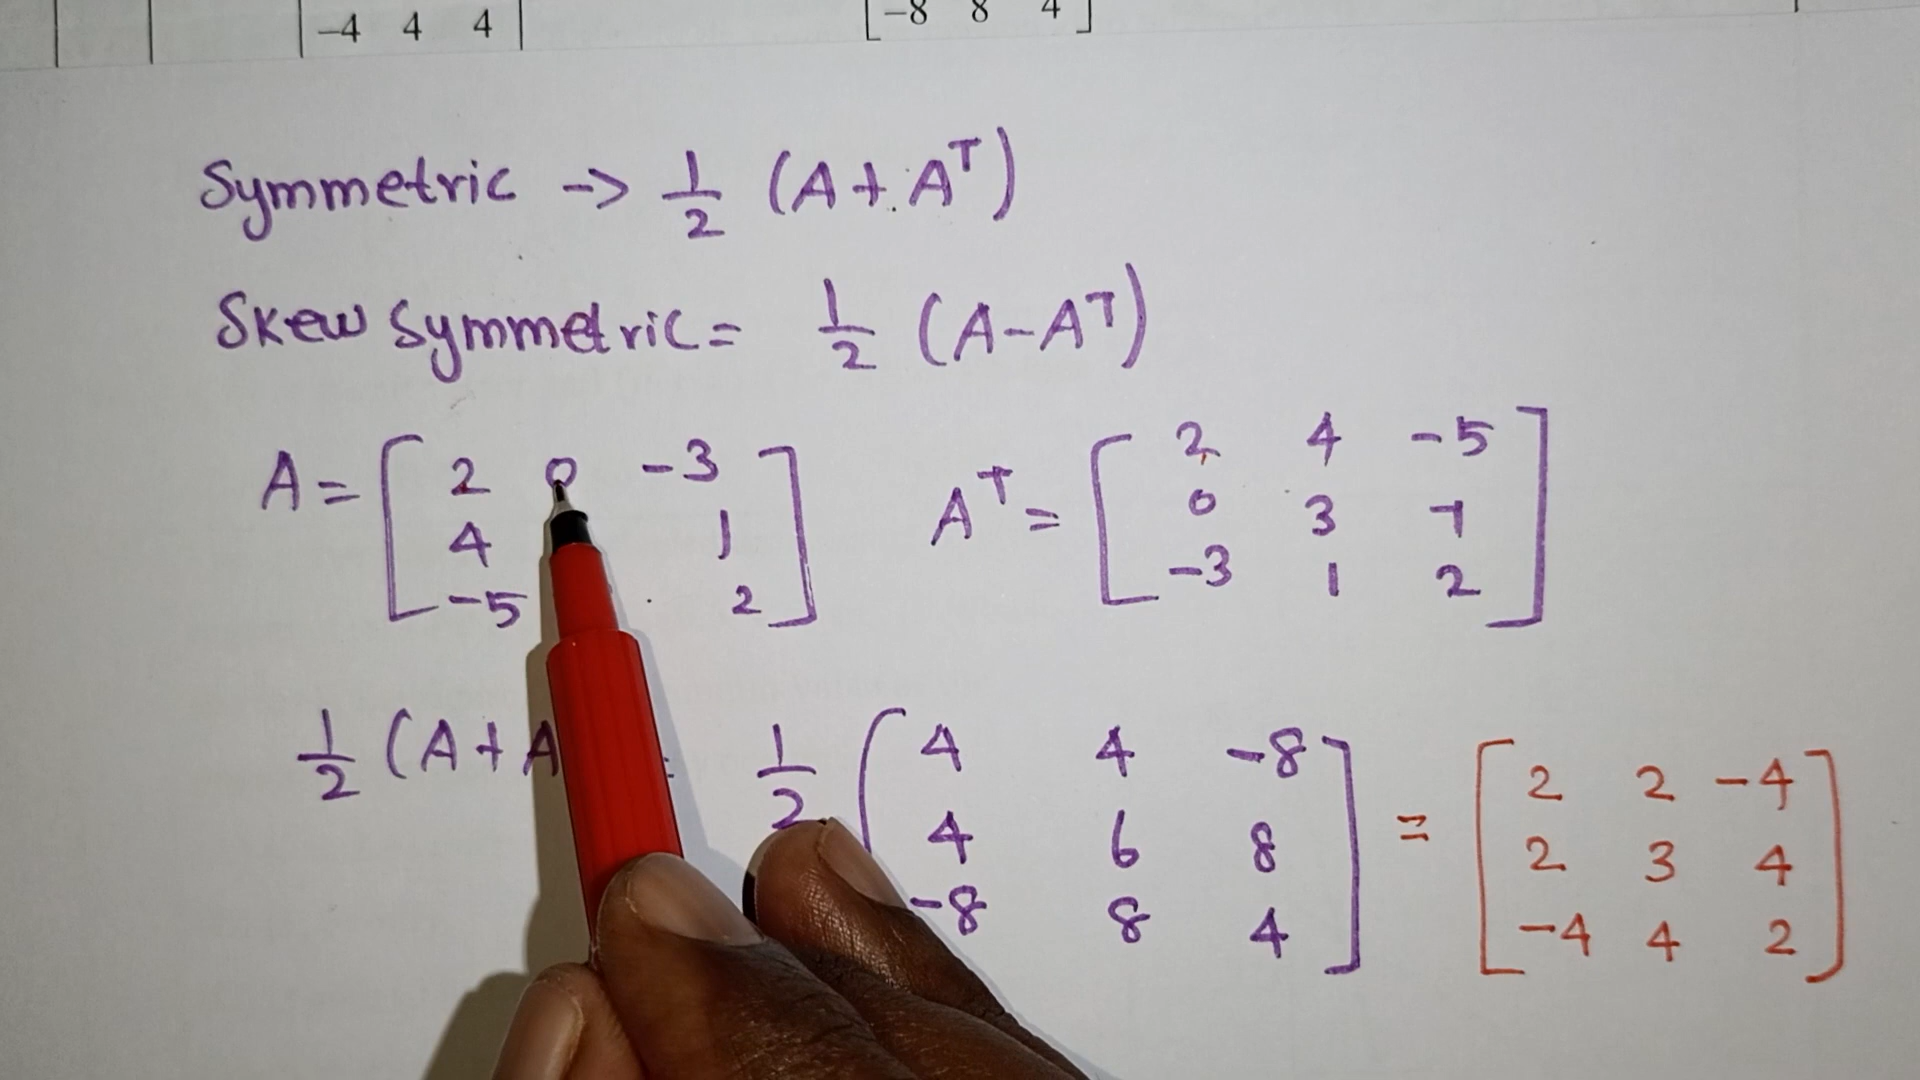 -4 4 4 -8 8 4
Symmetric -> 1/2 (A + A^T)
Skew Symmetric = 1/2 (A - A^T)
A = [ 2 0 -3 A^T = [ 2 4 -5 ]
4 1 ] 0 3
-5 2 -3 1 2
1/2 (A + A = 1/2 [ 4 4 -8 ] = [ 2 2 -4 ]
4 6 8 2 3 4
-8 8 4 -4 4 2